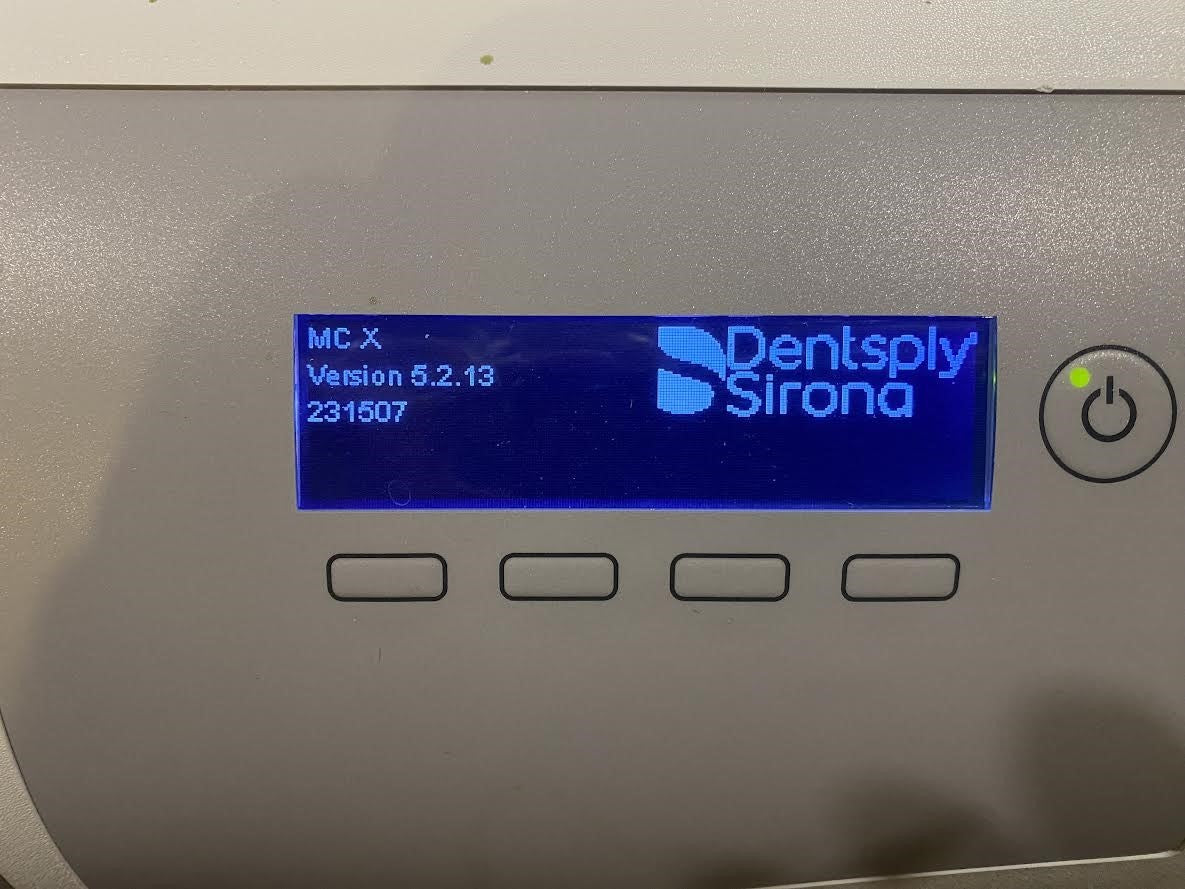 MC X
Version 5.2.13
231507
Dentsply
Sirona